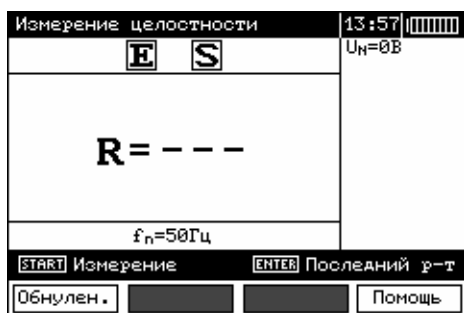 Измерение целостности 13:57
E S
Uₙ=0В
R=---
fₙ=50Гц
START Измерение ENTER Последний р-т
Обнулен. Помощь